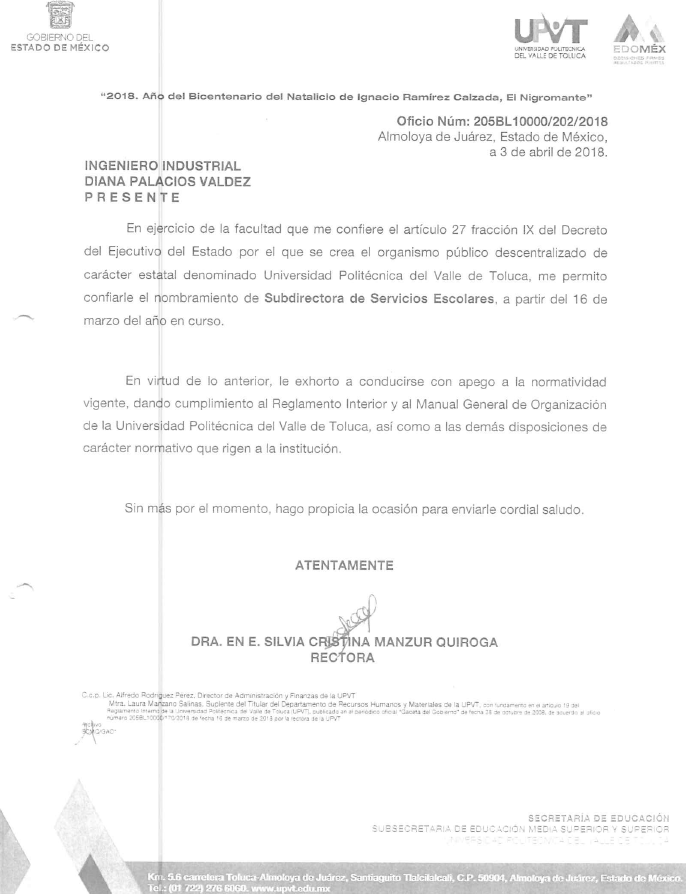 GOBIERNO DEL
ESTADO DE MÉXICO
UPVT
UNIVERSIDAD POLITÉCNICA
DEL VALLE DE TOLUCA
EDOMÉX
DECISIONES FIRMES, RESULTADOS FUERTES.
"2018. Año del Bicentenario del Natalicio de Ignacio Ramírez Calzada, El Nigromante"
Oficio Núm: 205BL10000/202/2018
Almoloya de Juárez, Estado de México,
a 3 de abril de 2018.
INGENIERO INDUSTRIAL
DIANA PALACIOS VALDEZ
P R E S E N T E
En ejercicio de la facultad que me confiere el artículo 27 fracción IX del Decreto
del Ejecutivo del Estado por el que se crea el organismo público descentralizado de
carácter estatal denominado Universidad Politécnica del Valle de Toluca, me permito
confiarle el nombramiento de Subdirectora de Servicios Escolares, a partir del 16 de
marzo del año en curso.
En virtud de lo anterior, le exhorto a conducirse con apego a la normatividad
vigente, dando cumplimiento al Reglamento Interior y al Manual General de Organización
de la Universidad Politécnica del Valle de Toluca, así como a las demás disposiciones de
carácter normativo que rigen a la institución.
Sin más por el momento, hago propicia la ocasión para enviarle cordial saludo.
ATENTAMENTE
DRA. EN E. SILVIA CRISTINA MANZUR QUIROGA
RECTORA
C.c.p. Lic. Alfredo Rodríguez Pérez. Director de Administración y Finanzas de la UPVT
Mtra. Laura Manzano Salinas. Suplente del Titular del Departamento de Recursos Humanos y Materiales de la UPVT, con fundamento en el artículo 19 del
Reglamento Interno de la Universidad Politécnica del Valle de Toluca (UPVT), publicado en el periódico oficial "Gaceta del Gobierno" de fecha 28 de octubre de 2009, de acuerdo al oficio
número de fecha 16 de marzo de 2018 por la rectora de la UPVT
Archivo
SECRETARÍA DE EDUCACIÓN
SUBSECRETARÍA DE EDUCACIÓN MEDIA SUPERIOR Y SUPERIOR
UNIVERSIDAD POLITÉCNICA DEL VALLE DE TOLUCA
Km. 5.6 carretera Toluca-Almoloya de Juárez, Santiaguito Tlalcilalcali, C.P. 50904, Almoloya de Juárez, Estado de México.
Tel.: (01 722) 276 6060. www.upvt.edu.mx